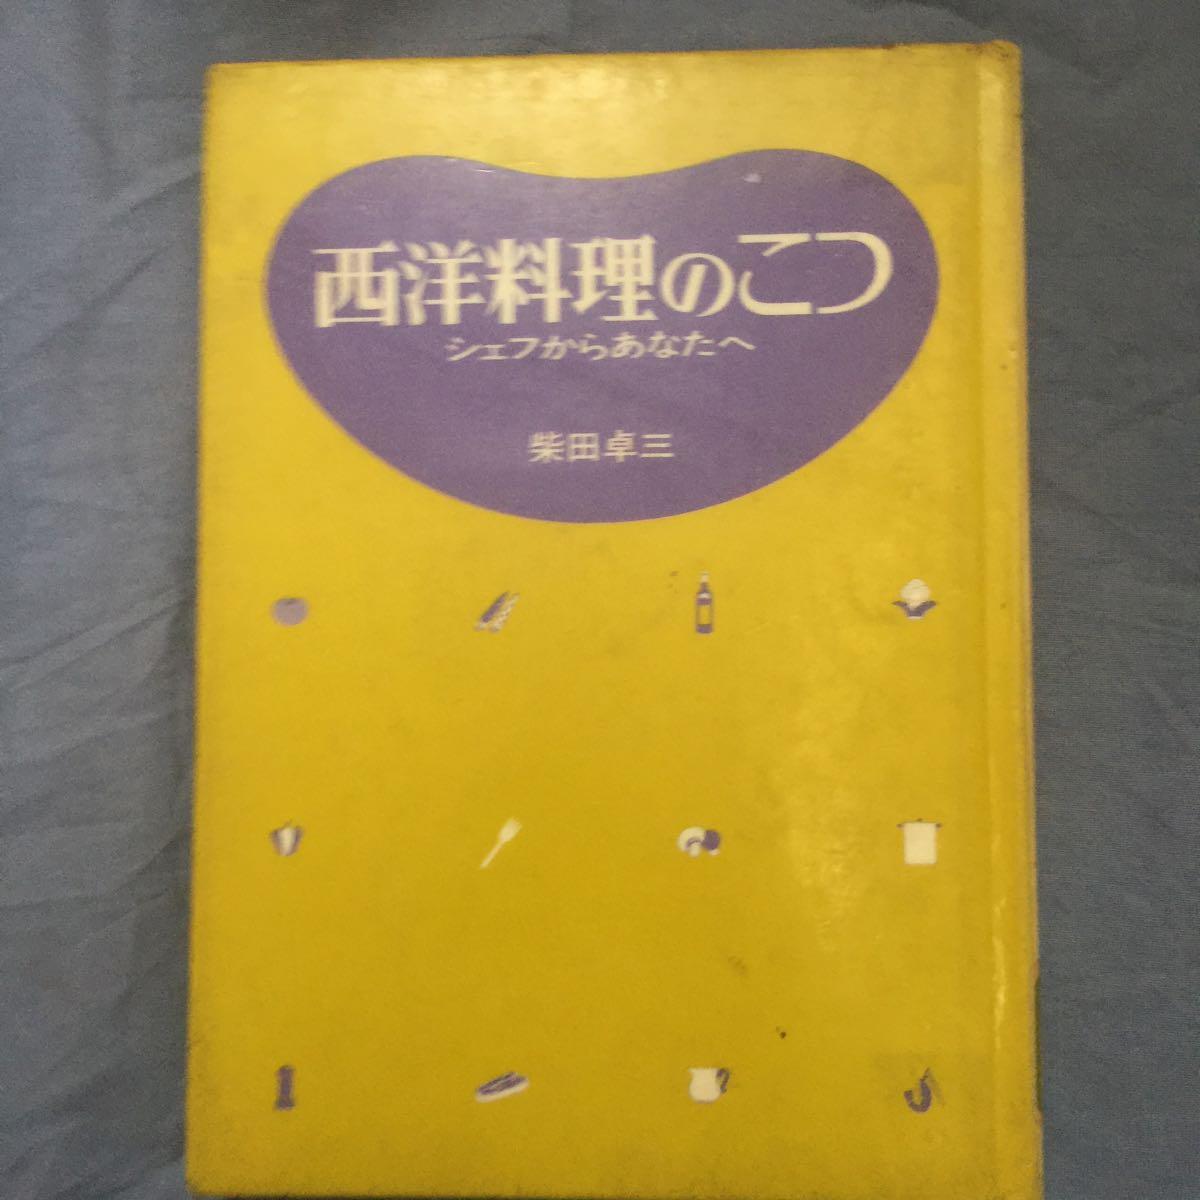 西洋料理のこつ
シェフからあなたへ
柴田卓三